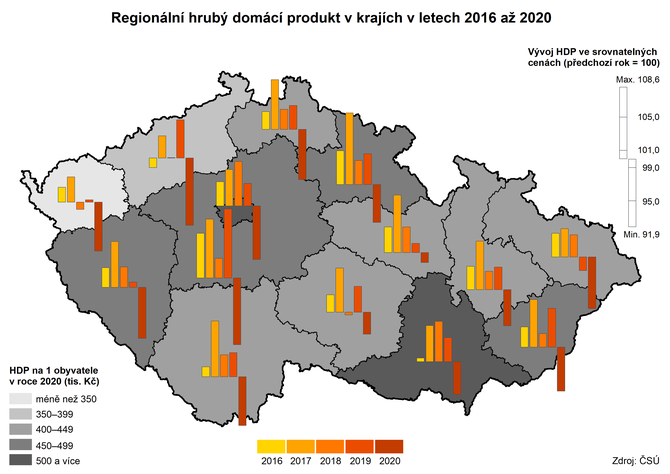 Regionální hrubý domácí produkt v krajích v letech 2016 až 2020
Vývoj HDP ve srovnatelných
cenách (předchozí rok = 100)
Max. 108,6
105,0
101,0
99,0
95,0
Min. 91,9
HDP na 1 obyvatele
v roce 2020 (tis. Kč)
méně než 350
350–399
400–449
450–499
500 a více
2016 2017 2018 2019 2020
Zdroj: ČSÚ